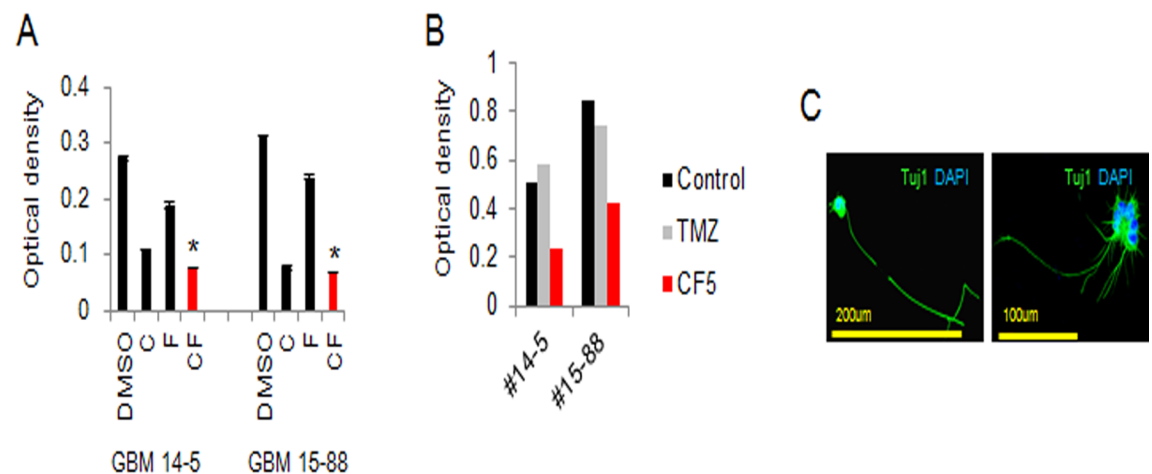 A
Optical density
0.4
0.3
0.2
0.1
0
*
*
DMSO
C
F
CF
DMSO
C
F
CF
GBM 14-5
GBM 15-88
B
Optical density
1
0.8
0.6
0.4
0.2
0
#14-5
#15-88
Control
TMZ
CF5
C
Tuj1 DAPI
200um
Tuj1 DAPI
100um